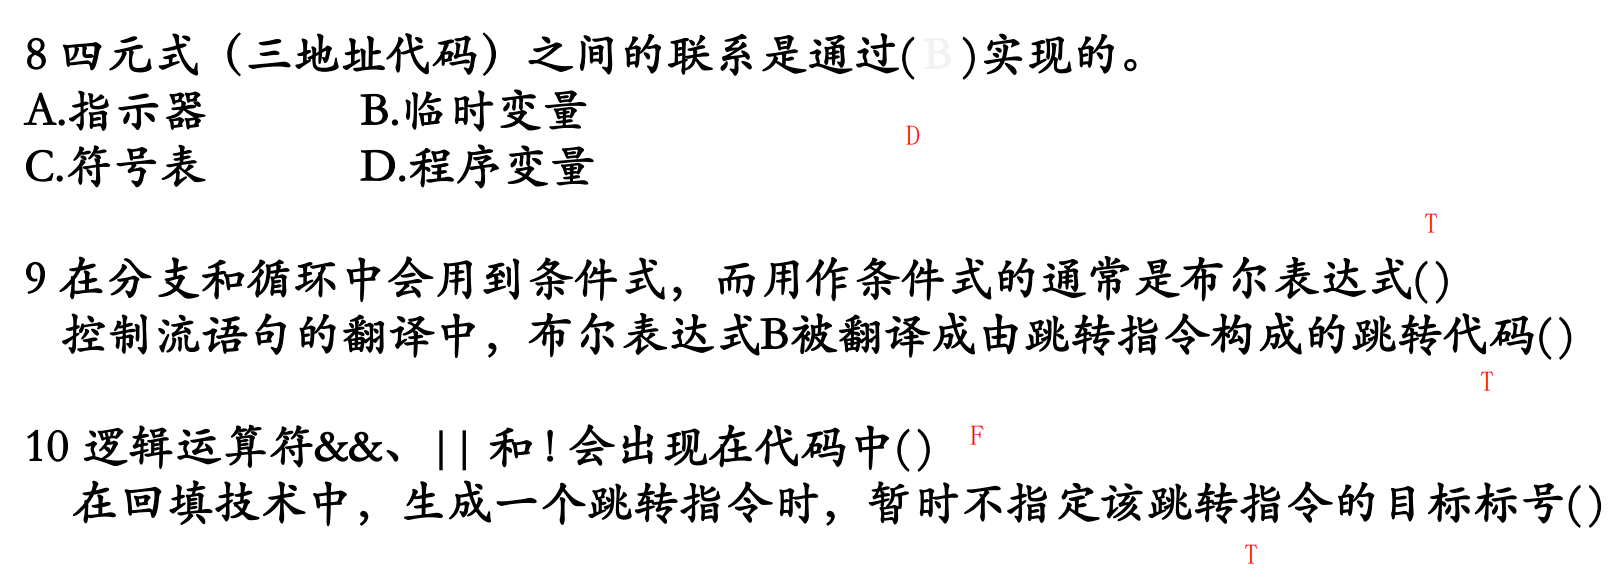 8 四元式（三地址代码）之间的联系是通过( B )实现的。
A.指示器 B.临时变量
D
C.符号表 D.程序变量
T
9 在分支和循环中会用到条件式，而用作条件式的通常是布尔表达式()
控制流语句的翻译中，布尔表达式B被翻译成由跳转指令构成的跳转代码()
T
10 逻辑运算符&&、|| 和 ! 会出现在代码中() F
在回填技术中，生成一个跳转指令时，暂时不指定该跳转指令的目标标号()
T